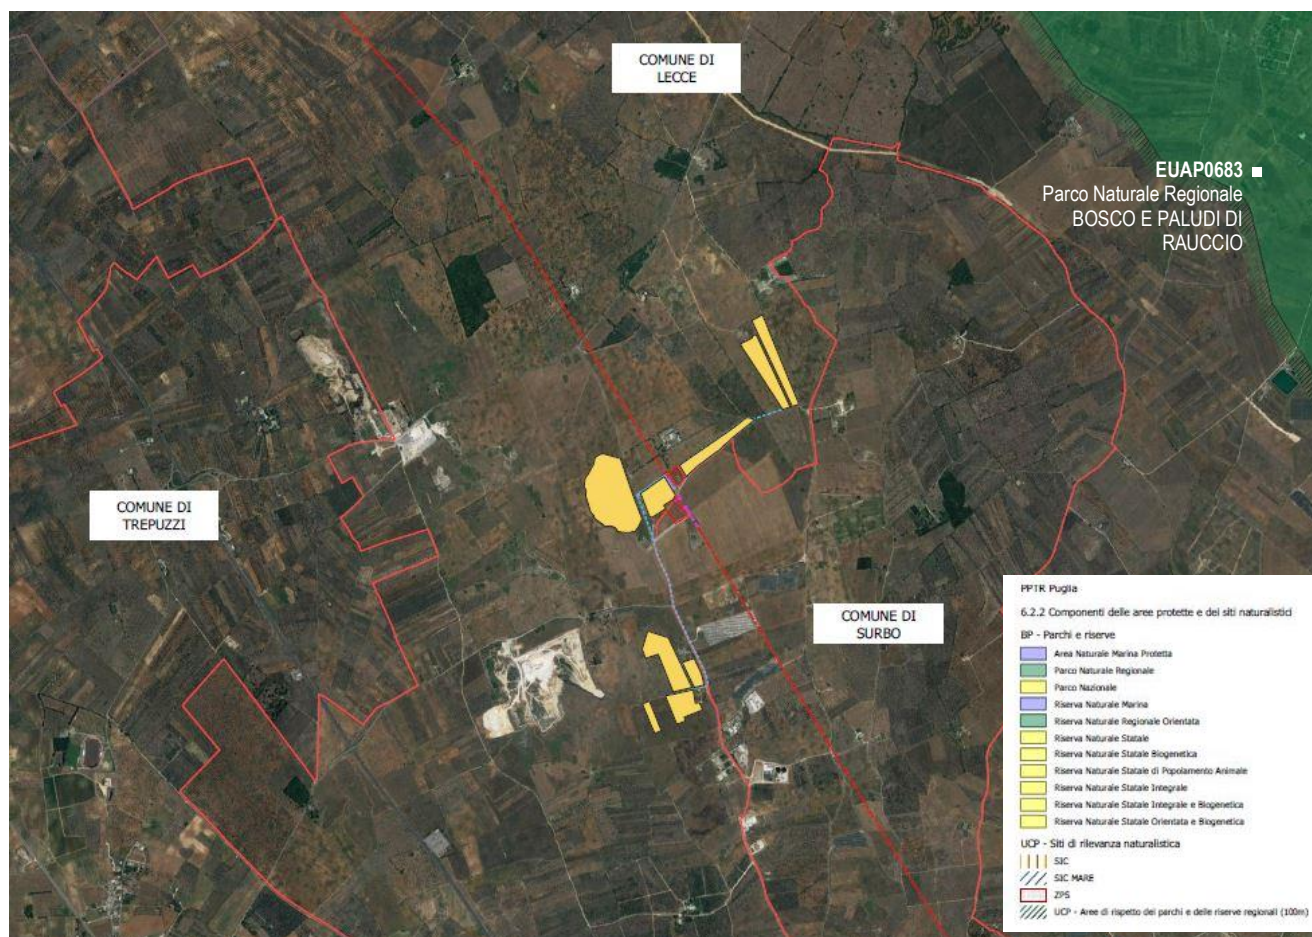 COMUNE DI
LECCE
EUAP0683
Parco Naturale Regionale
BOSCO E PALUDI DI
RAUCCIO
COMUNE DI
TREPUZZI
COMUNE DI
SURBO
PPTR Puglia
6.2.2 Componenti delle aree protette e dei siti naturalistici
BP - Parchi e riserve
Area Naturale Marina Protetta
Parco Naturale Regionale
Parco Nazionale
Riserva Naturale Marina
Riserva Naturale Regionale Orientata
Riserva Naturale Statale
Riserva Naturale Statale Biogenetica
Riserva Naturale Statale di Popolamento Animale
Riserva Naturale Statale Integrale
Riserva Naturale Statale Integrale e Biogenetica
Riserva Naturale Statale Orientata e Biogenetica
UCP - Siti di rilevanza naturalistica
SIC
SIC MARE
ZPS
UCP - Aree di rispetto dei parchi e delle riserve regionali (100m)